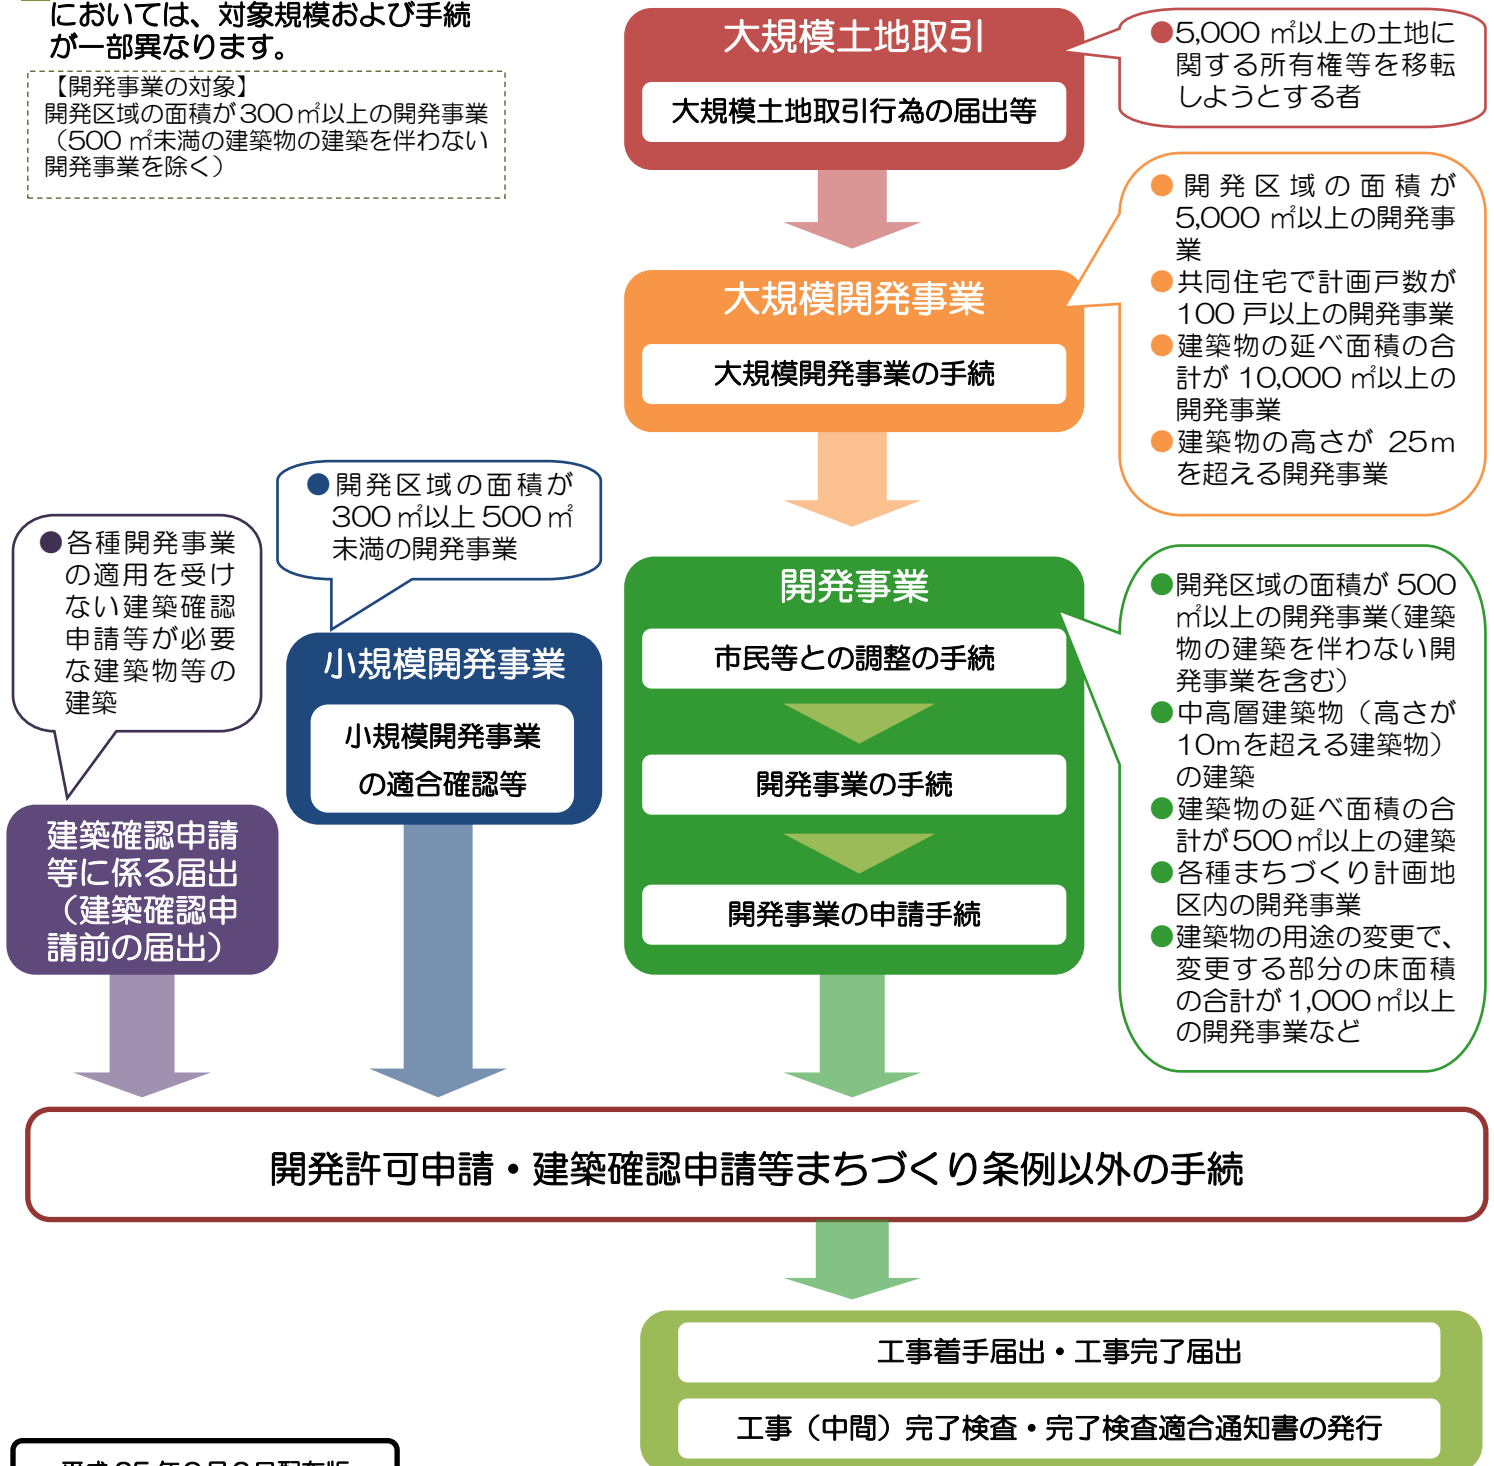 においては、対象規模および手続
が一部異なります。
【開発事業の対象】
開発区域の面積が300㎡以上の開発事業
（500 ㎡未満の建築物の建築を伴わない
開発事業を除く）
大規模土地取引
大規模土地取引行為の届出等
●5,000 ㎡以上の土地に
関する所有権等を移転
しようとする者
大規模開発事業
大規模開発事業の手続
●開発区域の面積が
5,000 ㎡以上の開発事
業
●共同住宅で計画戸数が
100 戸以上の開発事業
●建築物の延べ面積の合
計が 10,000 ㎡以上の
開発事業
●建築物の高さが 25m
を超える開発事業
●各種開発事業
の適用を受け
ない建築確認
申請等が必要
な建築物等の
建築
建築確認申請
等に係る届出
（建築確認申
請前の届出）
●開発区域の面積が
300㎡以上500㎡
未満の開発事業
小規模開発事業
小規模開発事業
の適合確認等
開発事業
市民等との調整の手続
開発事業の手続
開発事業の申請手続
●開発区域の面積が 500
㎡以上の開発事業（建築
物の建築を伴わない開
発事業を含む）
●中高層建築物（高さが
10mを超える建築物）
の建築
●建築物の延べ面積の合
計が500㎡以上の建築
●各種まちづくり計画地
区内の開発事業
●建築物の用途の変更で、
変更する部分の床面積
の合計が1,000㎡以上
の開発事業など
開発許可申請・建築確認申請等まちづくり条例以外の手続
工事着手届出・工事完了届出
工事（中間）完了検査・完了検査適合通知書の発行